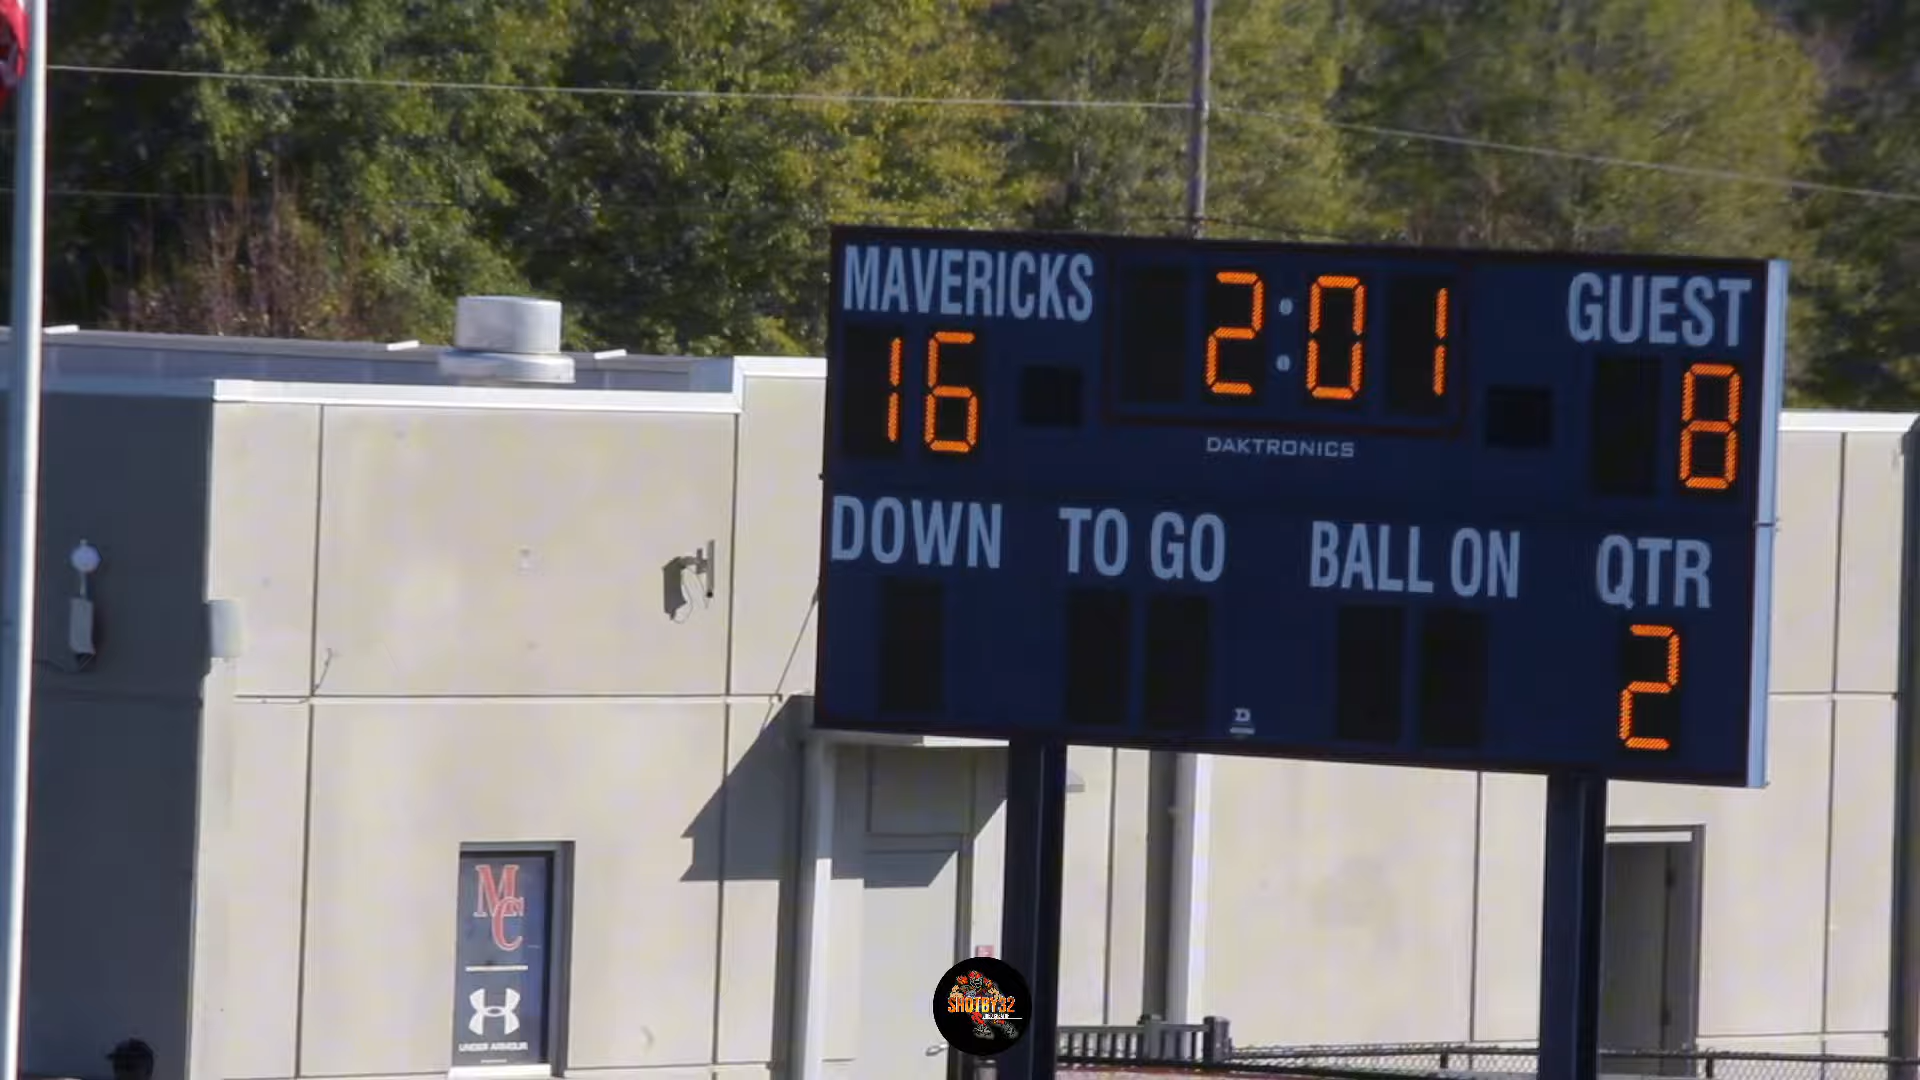 MAVERICKS 2:01 GUEST
16 8
DAKTRONICS
DOWN TO GO BALL ON QTR
2
D
MC
UNDER ARMOUR
SHOTBY32